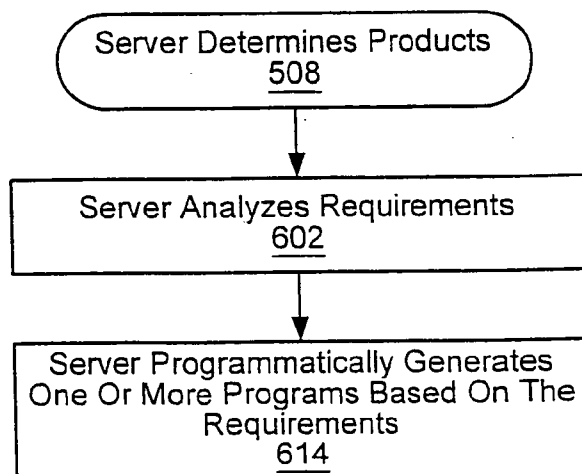 Server Determines Products
508
Server Analyzes Requirements
602
Server Programmatically Generates
One Or More Programs Based On The
Requirements
614